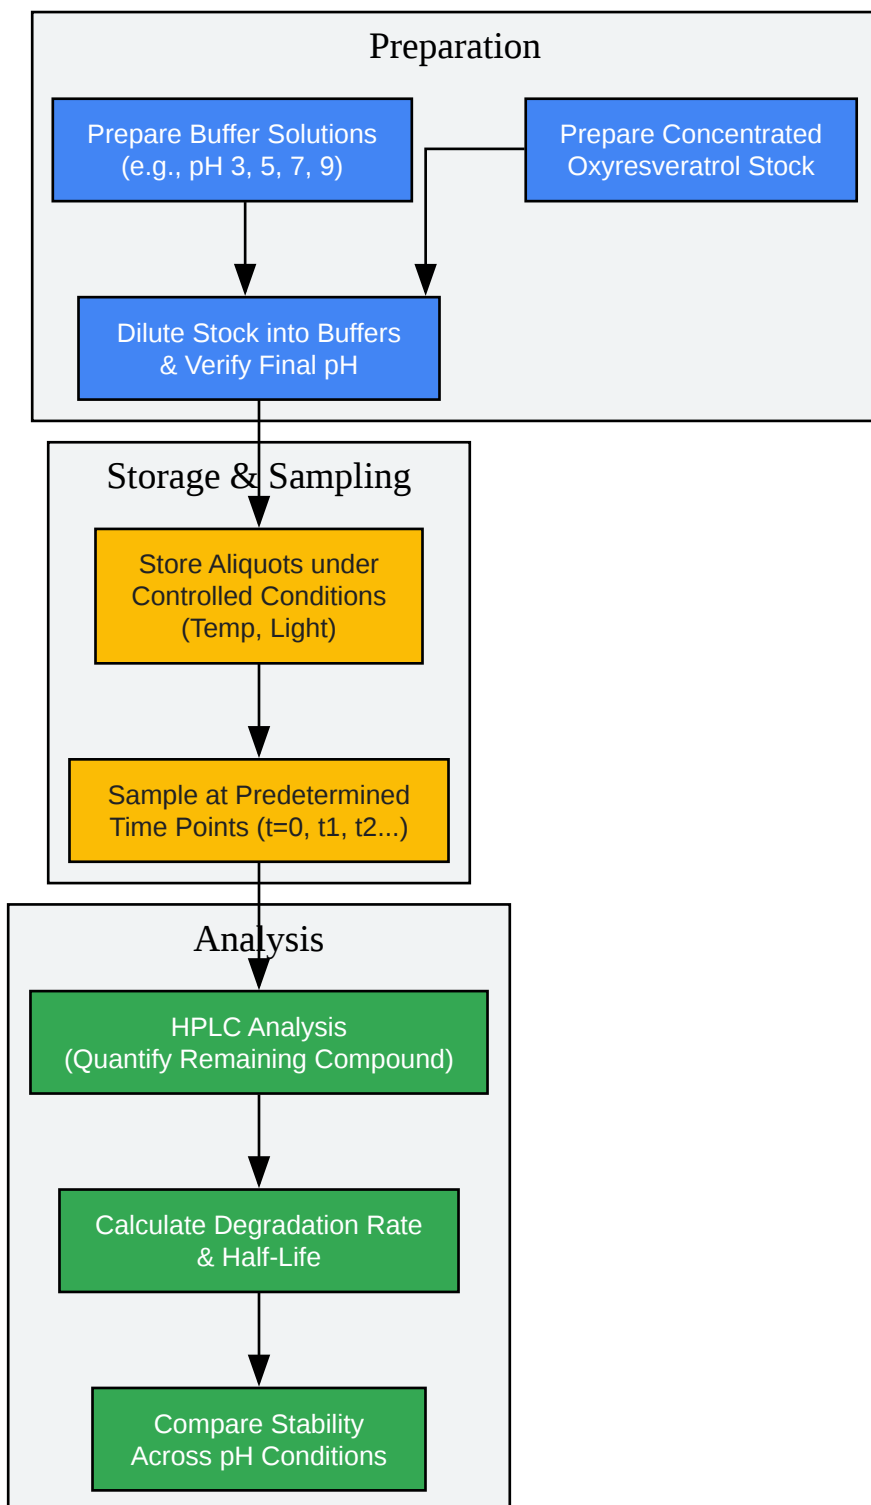 Preparation
Prepare Buffer Solutions
(e.g., pH 3, 5, 7, 9)
Prepare Concentrated
Oxyresveratrol Stock
Dilute Stock into Buffers
& Verify Final pH
Storage & Sampling
Store Aliquots under
Controlled Conditions
(Temp, Light)
Sample at Predetermined
Time Points (t=0, t1, t2...)
Analysis
HPLC Analysis
(Quantify Remaining Compound)
Calculate Degradation Rate
& Half-Life
Compare Stability
Across pH Conditions